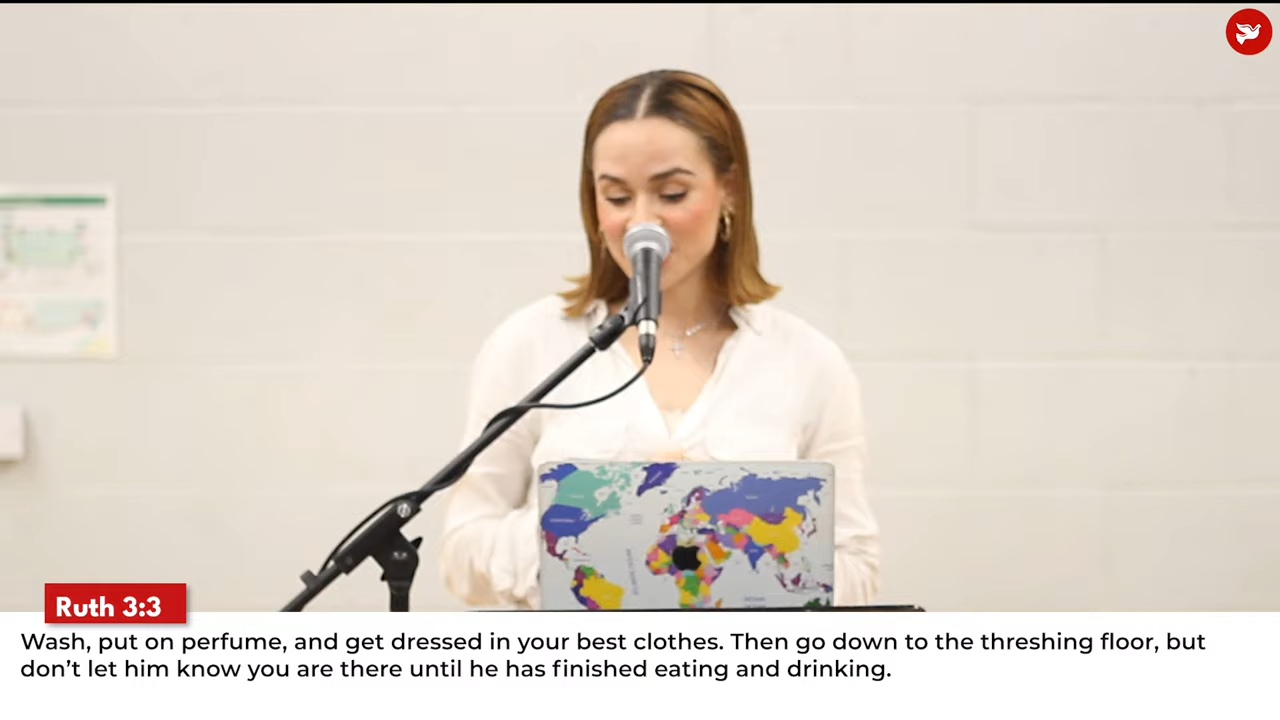 Ruth 3:3
Wash, put on perfume, and get dressed in your best clothes. Then go down to the threshing floor, but
don’t let him know you are there until he has finished eating and drinking.